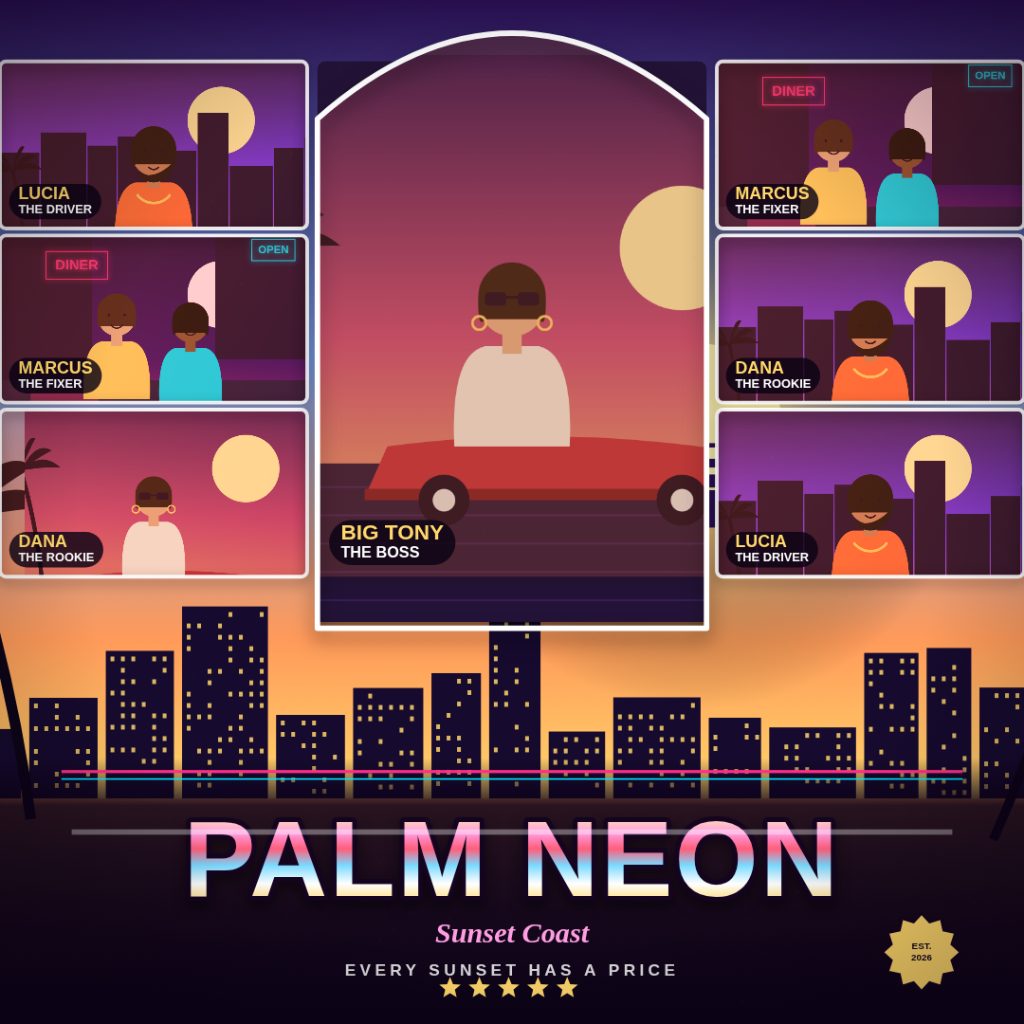 LUCIA
THE DRIVER
DINER
OPEN
MARCUS
THE FIXER
DANA
THE ROOKIE
BIG TONY
THE BOSS
DINER
OPEN
MARCUS
THE FIXER
DANA
THE ROOKIE
LUCIA
THE DRIVER
PALM NEON
Sunset Coast
EVERY SUNSET HAS A PRICE
EST.
2026